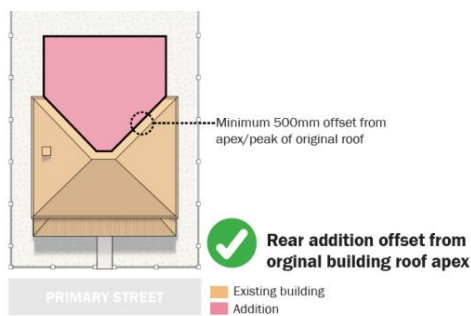 Minimum 500mm offset from
apex/peak of original roof
Rear addition offset from
orginal building roof apex
PRIMARY STREET
Existing building
Addition